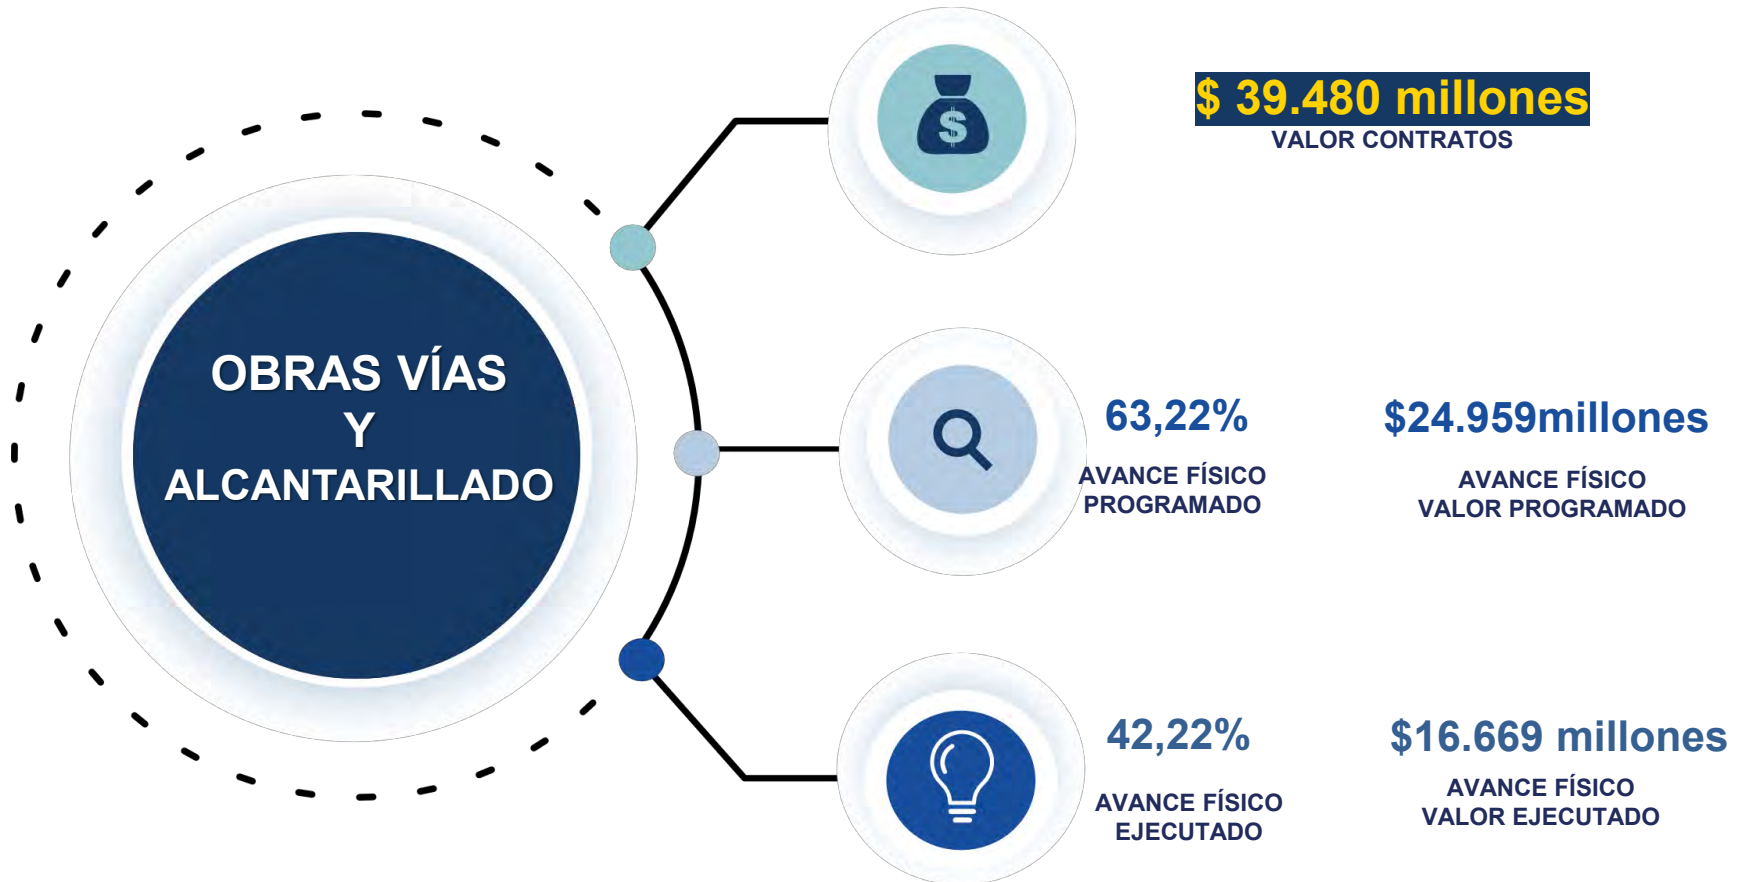 OBRAS VÍAS
Y
ALCANTARILLADO
$
$ 39.480 millones
VALOR CONTRATOS
63,22%
AVANCE FÍSICO
PROGRAMADO
$24.959millones
AVANCE FÍSICO
VALOR PROGRAMADO
42,22%
AVANCE FÍSICO
EJECUTADO
$16.669 millones
AVANCE FÍSICO
VALOR EJECUTADO